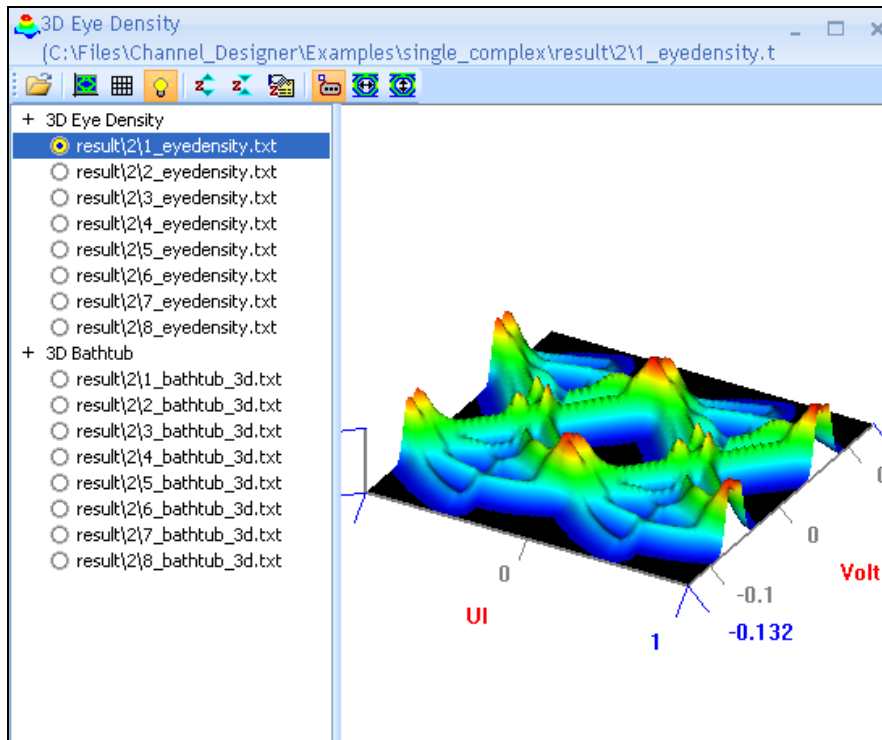 3D Eye Density
(C:\Files\Channel_Designer\Examples\single_complex\result\2\1_eyedensity.t
+ 3D Eye Density
result\2\1_eyedensity.txt
result\2\2_eyedensity.txt
result\2\3_eyedensity.txt
result\2\4_eyedensity.txt
result\2\5_eyedensity.txt
result\2\6_eyedensity.txt
result\2\7_eyedensity.txt
result\2\8_eyedensity.txt
+ 3D Bathtub
result\2\1_bathtub_3d.txt
result\2\2_bathtub_3d.txt
result\2\3_bathtub_3d.txt
result\2\4_bathtub_3d.txt
result\2\5_bathtub_3d.txt
result\2\6_bathtub_3d.txt
result\2\7_bathtub_3d.txt
result\2\8_bathtub_3d.txt
0
UI
1
-0.132
-0.1
0
Volt